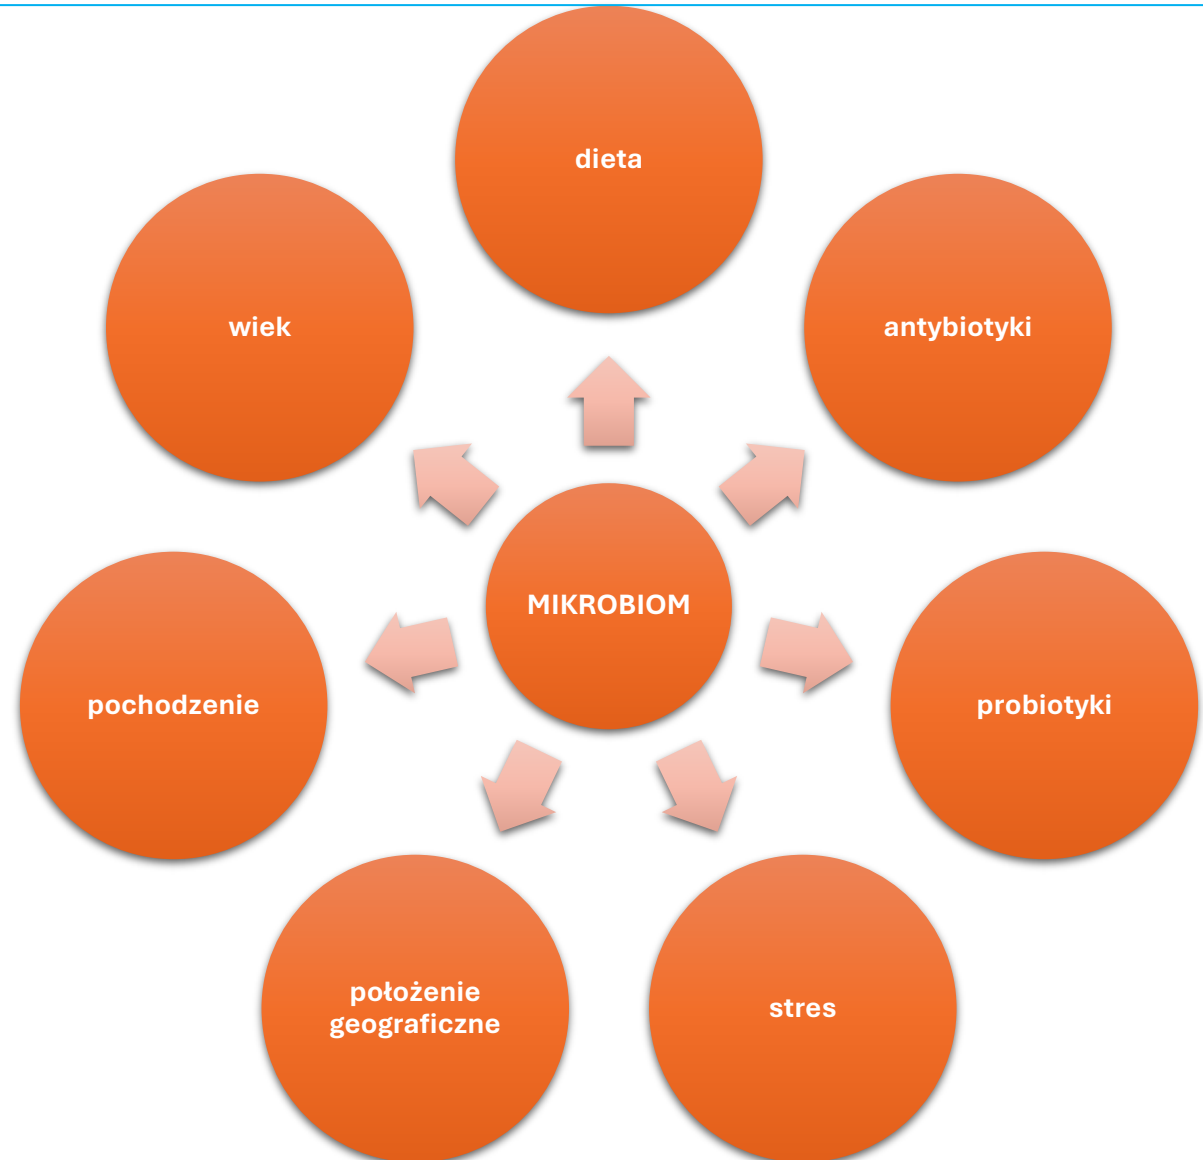 dieta
antybiotyki
probiotyki
stres
położenie
geograficzne
pochodzenie
wiek
MIKROBIOM